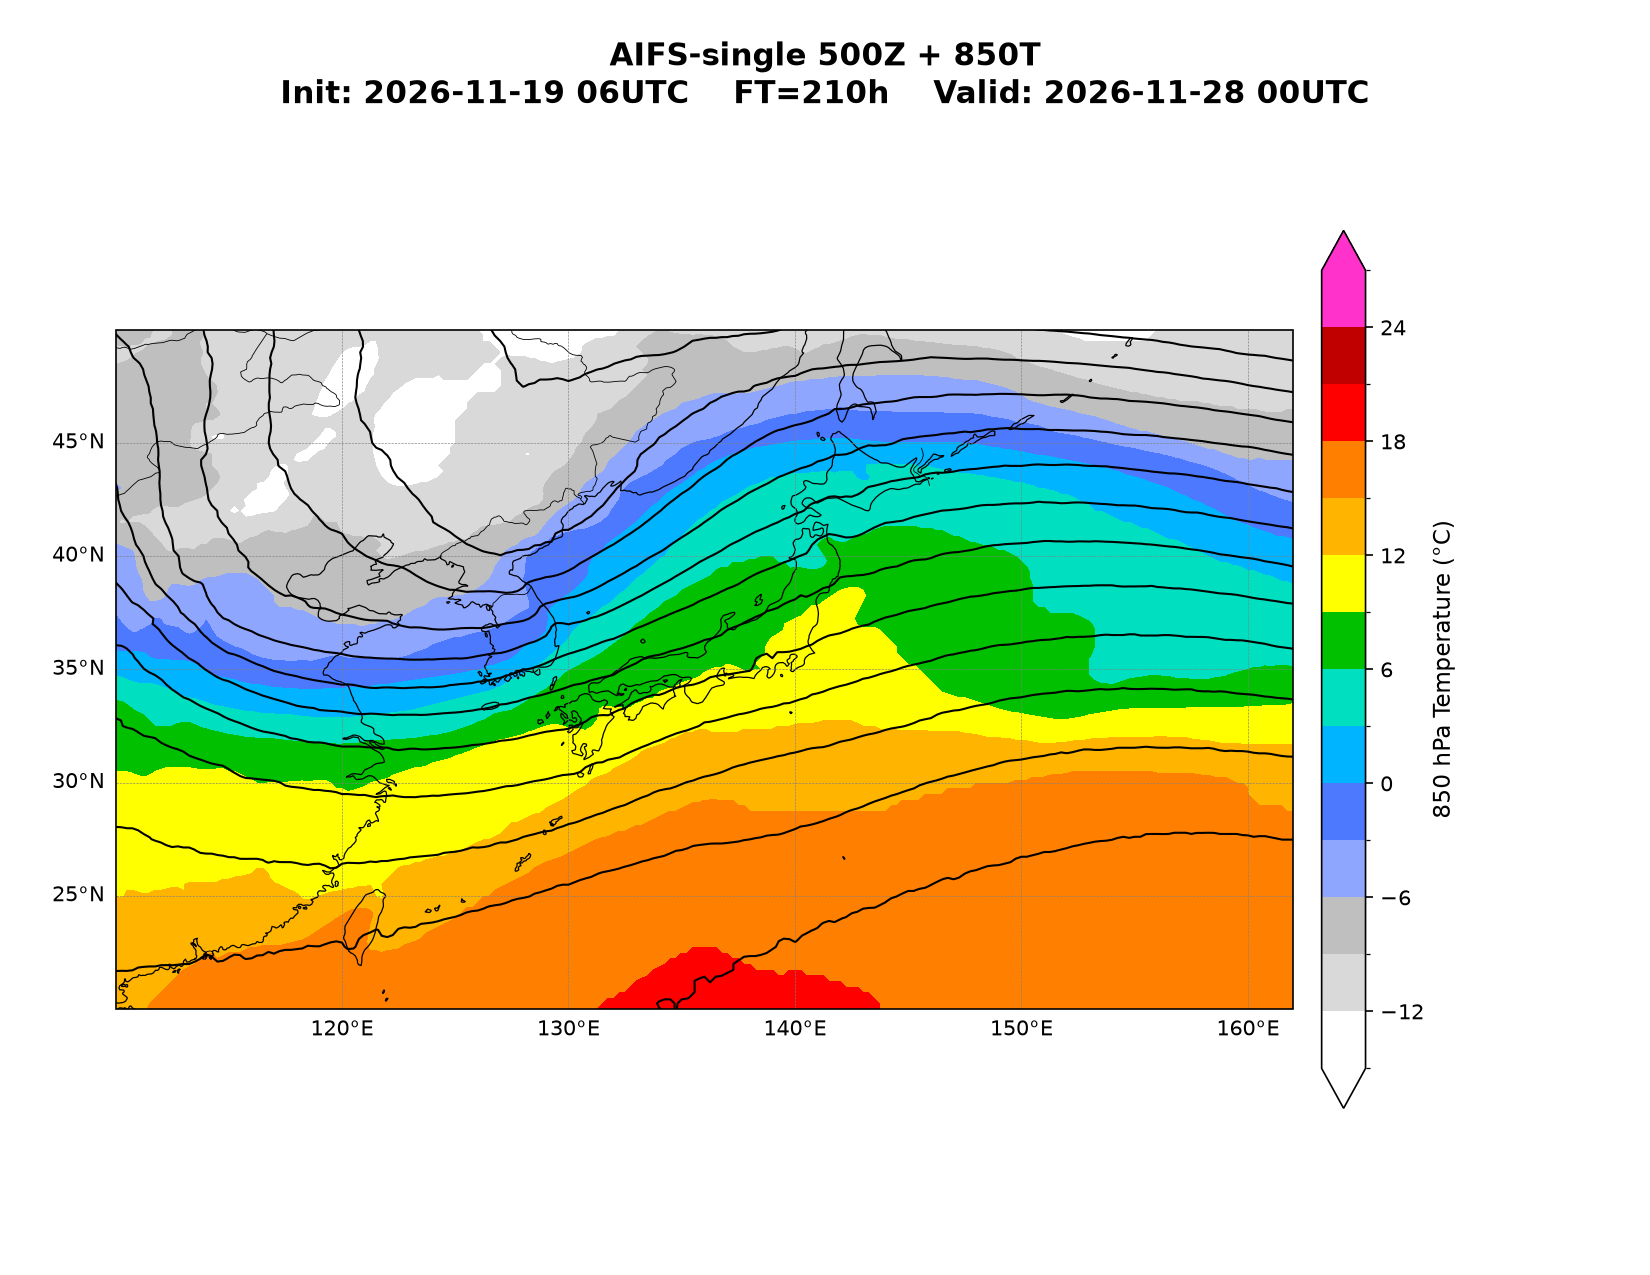 AIFS-single 500Z + 850T
Init: 2026-11-19 06UTC    FT=210h    Valid: 2026-11-28 00UTC
45°N
40°N
35°N
30°N
25°N
120°E
130°E
140°E
150°E
160°E
24
18
12
6
0
−6
−12
850 hPa Temperature (°C)